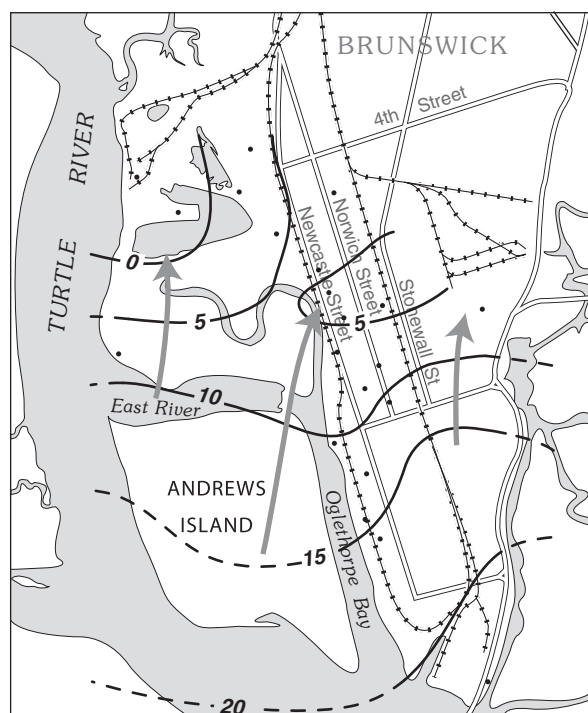 BRUNSWICK
4th Street
TURTLE RIVER
Newcastle Street
Norwich Street
Stonewall St
0
5
5
10
East River
ANDREWS
ISLAND
15
Oglethorpe Bay
20